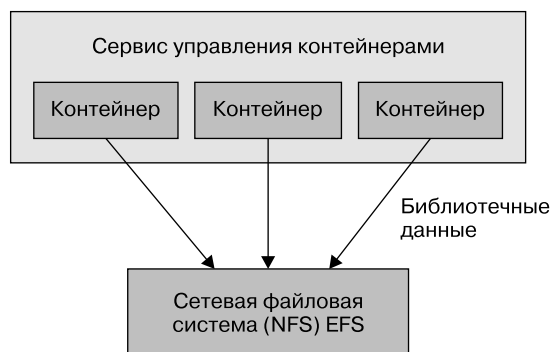 Сервис управления контейнерами
Контейнер
Контейнер
Контейнер
Библиотечные
данные
Сетевая файловая
система (NFS) EFS